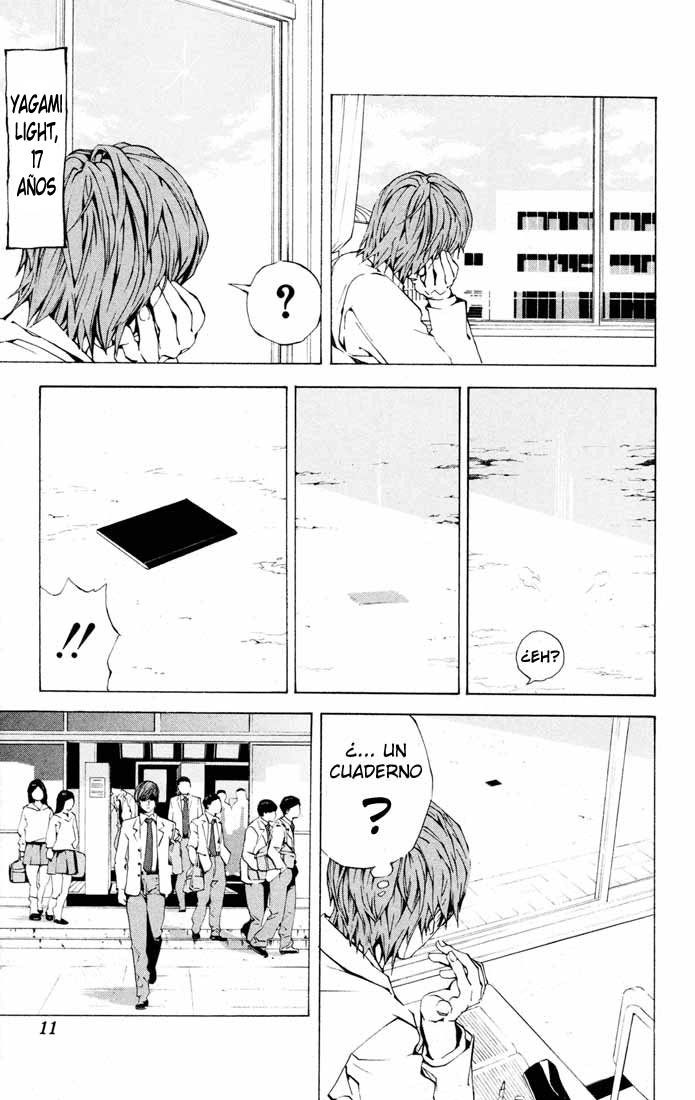 ?
YAGAMI
LIGHT,
17
AÑOS
¿EH?
!!
¿... UN
CUADERNO
?
11